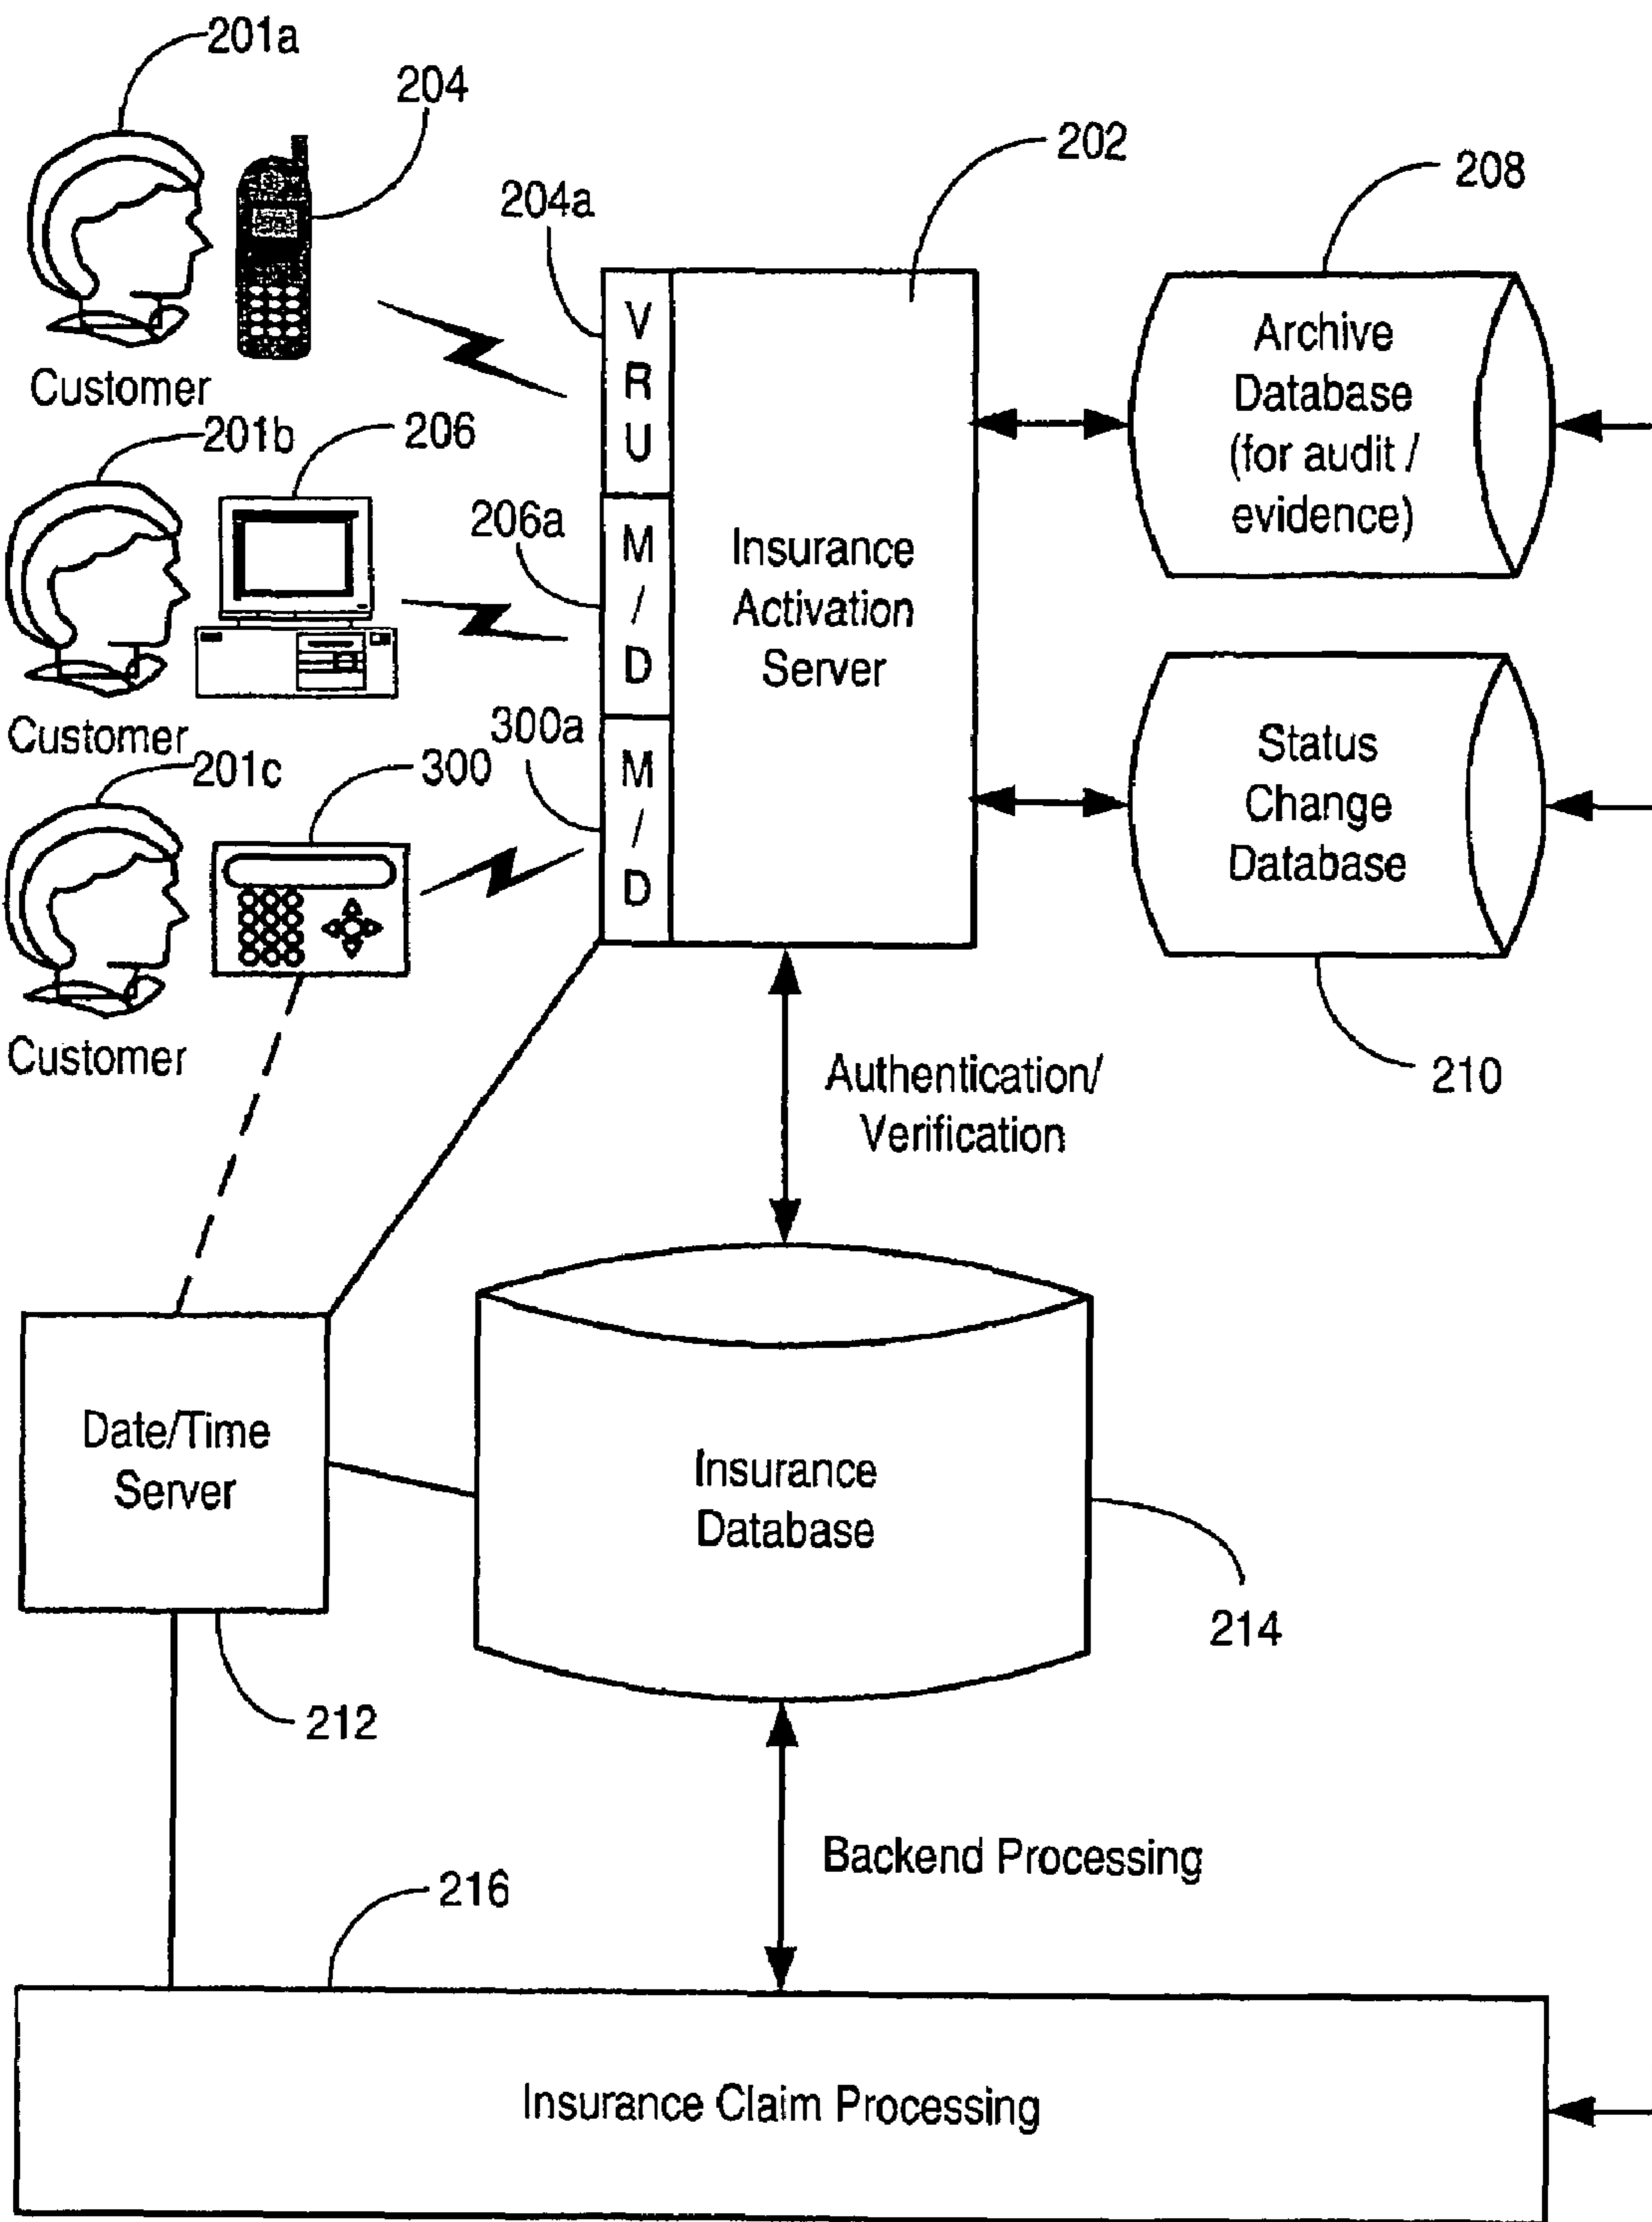 201a
204
202
208
204a
V
R
U
Archive
Database
(for audit /
evidence)
Customer
201b
206
206a
M
/
D
Insurance
Activation
Server
Customer
201c
300
300a
M
/
D
Status
Change
Database
210
Customer
Authentication/
Verification
Date/Time
Server
212
Insurance
Database
214
Backend Processing
216
Insurance Claim Processing